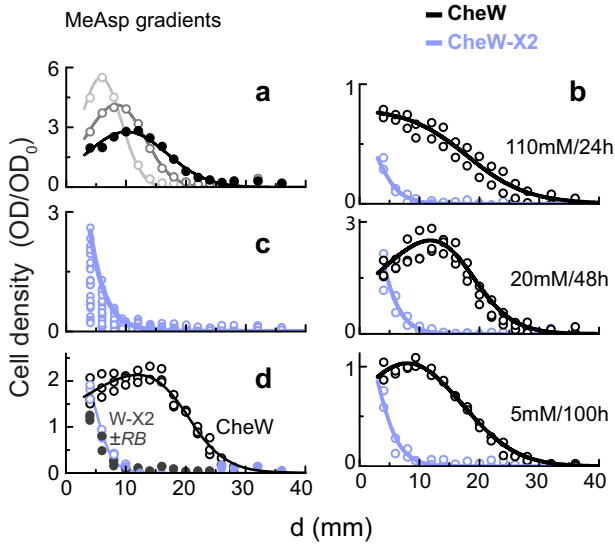 MeAsp gradients
CheW
CheW-X2
Cell density (OD/OD₀)
a
6
3
0
b
1
0
110mM/24h
c
3
0
20mM/48h
d
2
1
0
W-X2
±RB
CheW
1
0
5mM/100h
0 10 20 30 40
0 10 20 30 40
d (mm)